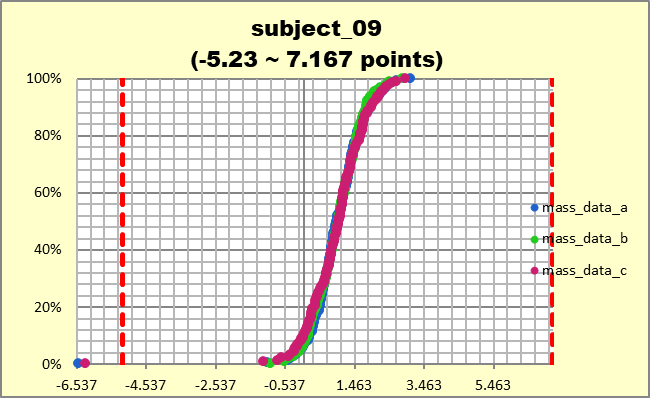 subject_09
(-5.23 ~ 7.167 points)
100%
80%
60%
40%
20%
0%
-6.537 -4.537 -2.537 -0.537 1.463 3.463 5.463
mass_data_a
mass_data_b
mass_data_c